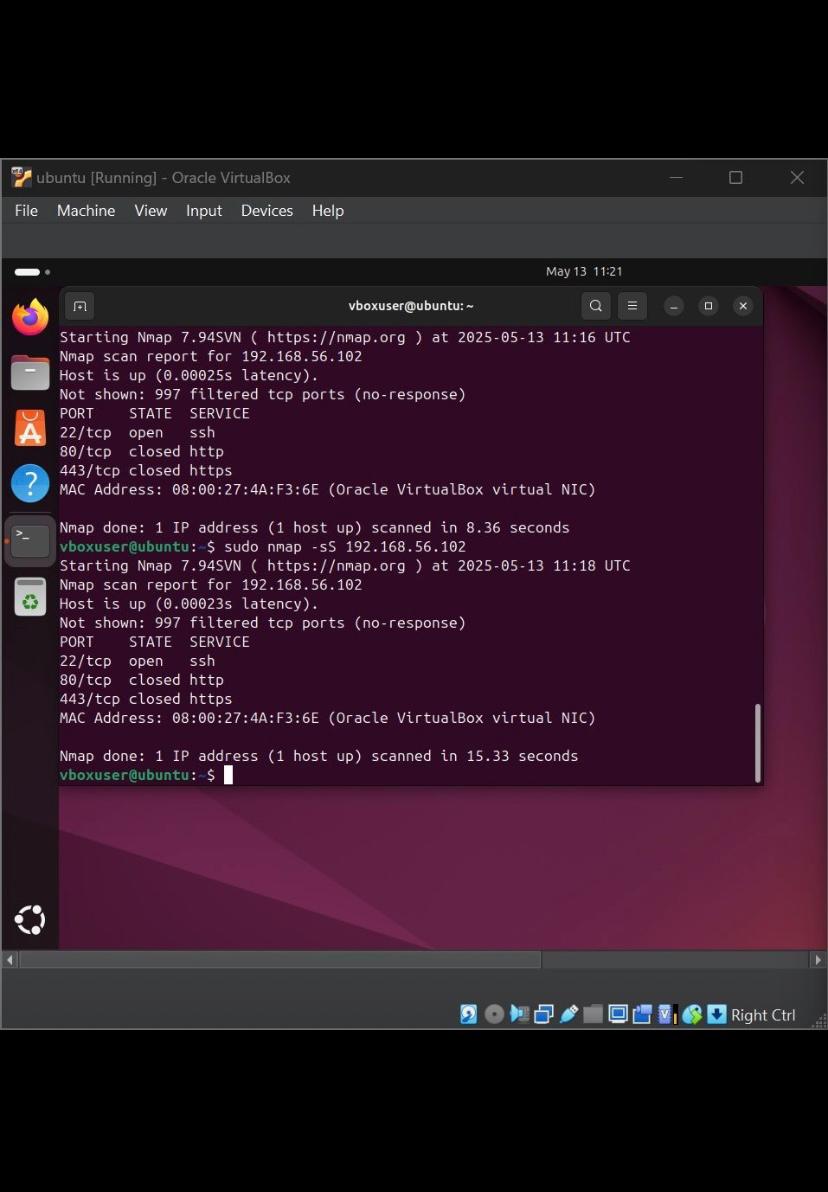 ubuntu [Running] - Oracle VirtualBox
File Machine View Input Devices Help
May 13 11:21
vboxuser@ubuntu: ~
Starting Nmap 7.94SVN ( https://nmap.org ) at 2025-05-13 11:16 UTC
Nmap scan report for 192.168.56.102
Host is up (0.00025s latency).
Not shown: 997 filtered tcp ports (no-response)
PORT    STATE  SERVICE
22/tcp  open   ssh
80/tcp  closed http
443/tcp closed https
MAC Address: 08:00:27:4A:F3:6E (Oracle VirtualBox virtual NIC)
Nmap done: 1 IP address (1 host up) scanned in 8.36 seconds
vboxuser@ubuntu:~$ sudo nmap -sS 192.168.56.102
Starting Nmap 7.94SVN ( https://nmap.org ) at 2025-05-13 11:18 UTC
Nmap scan report for 192.168.56.102
Host is up (0.00023s latency).
Not shown: 997 filtered tcp ports (no-response)
PORT    STATE  SERVICE
22/tcp  open   ssh
80/tcp  closed http
443/tcp closed https
MAC Address: 08:00:27:4A:F3:6E (Oracle VirtualBox virtual NIC)
Nmap done: 1 IP address (1 host up) scanned in 15.33 seconds
vboxuser@ubuntu:~$
Right Ctrl